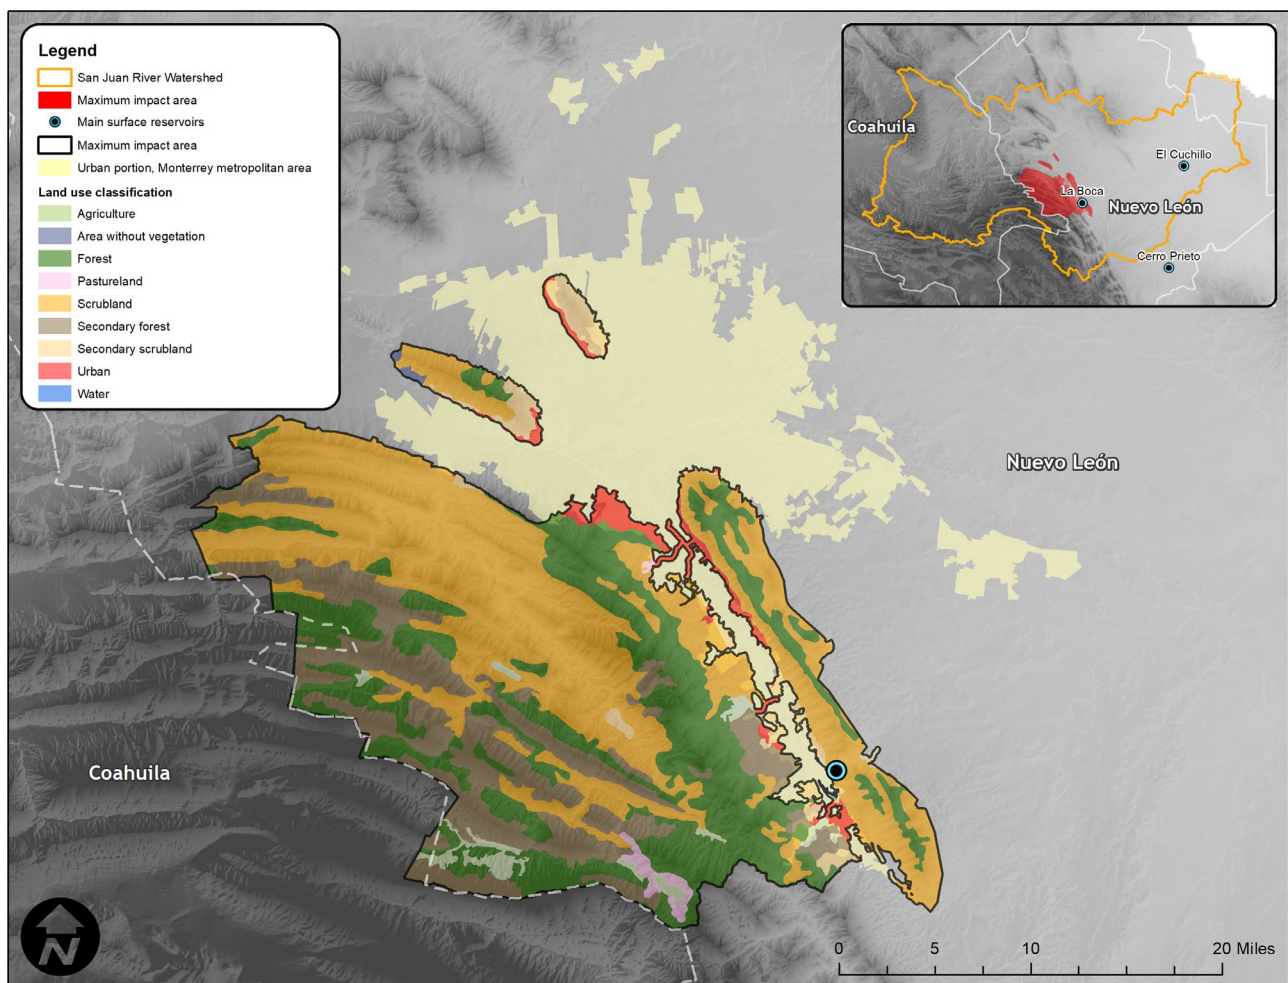 Legend
San Juan River Watershed
Maximum impact area
Main surface reservoirs
Maximum impact area
Urban portion, Monterrey metropolitan area
Land use classification
Agriculture
Area without vegetation
Forest
Pastureland
Scrubland
Secondary forest
Secondary scrubland
Urban
Water
Coahuila
El Cuchillo
La Boca
Nuevo León
Cerro Prieto
Nuevo León
Coahuila
N
0 5 10 20 Miles